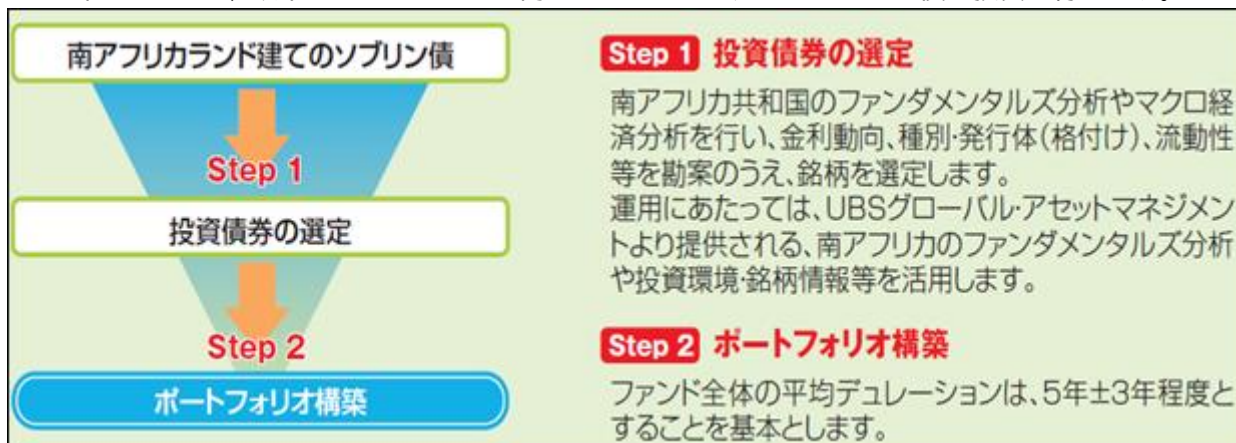 南アフリカランド建てのソブリン債
Step 1
投資債券の選定
Step 2
ポートフォリオ構築
Step 1 投資債券の選定
南アフリカ共和国のファンダメンタルズ分析やマクロ経
済分析を行い、金利動向、種別・発行体(格付け)、流動性
等を勘案のうえ、銘柄を選定します。
運用にあたっては、UBSグローバル・アセットマネジメン
トより提供される、南アフリカのファンダメンタルズ分析
や投資環境・銘柄情報等を活用します。
Step 2 ポートフォリオ構築
ファンド全体の平均デュレーションは、5年±3年程度と
することを基本とします。